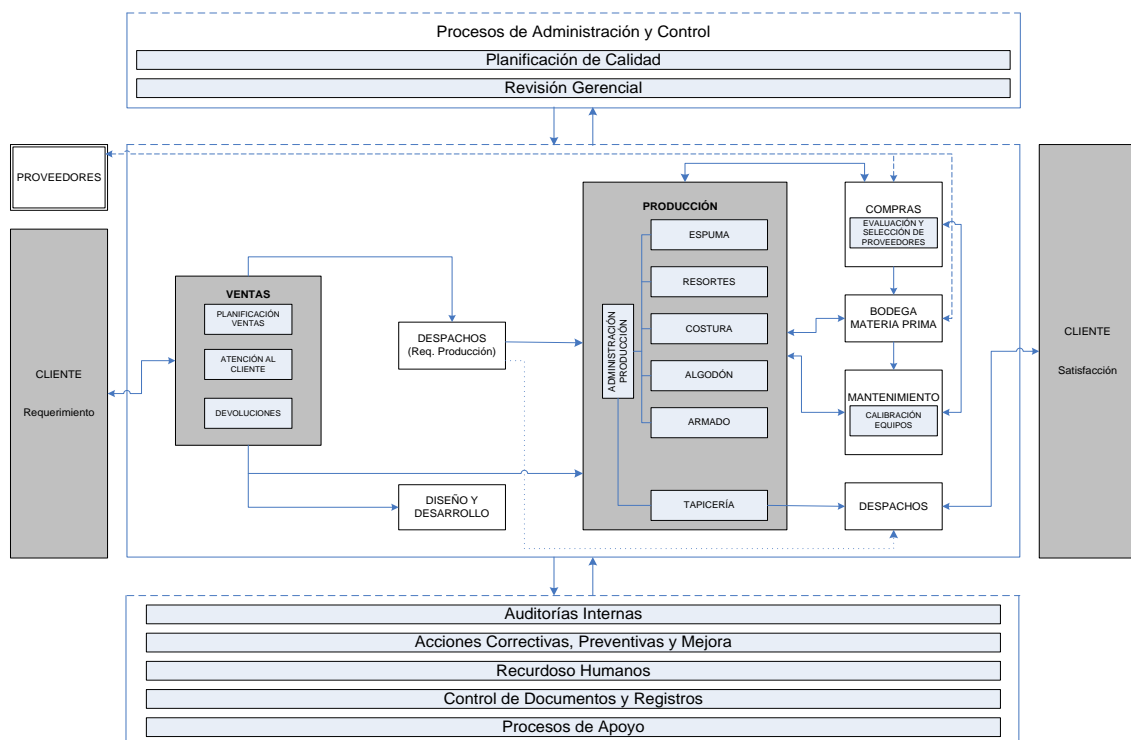 Procesos de Administración y Control
Planificación de Calidad
Revisión Gerencial
PROVEEDORES
CLIENTE
Requerimiento
VENTAS
PLANIFICACIÓN
VENTAS
ATENCIÓN AL
CLIENTE
DEVOLUCIONES
DESPACHOS
(Req. Producción)
DISEÑO Y
DESARROLLO
PRODUCCIÓN
ADMINISTRACIÓN
PRODUCCIÓN
ESPUMA
RESORTES
COSTURA
ALGODÓN
ARMADO
TAPICERÍA
COMPRAS
EVALUACIÓN Y
SELECCIÓN DE
PROVEEDORES
BODEGA
MATERIA PRIMA
MANTENIMIENTO
CALIBRACIÓN
EQUIPOS
DESPACHOS
CLIENTE
Satisfacción
Auditorías Internas
Acciones Correctivas, Preventivas y Mejora
Recurdoso Humanos
Control de Documentos y Registros
Procesos de Apoyo